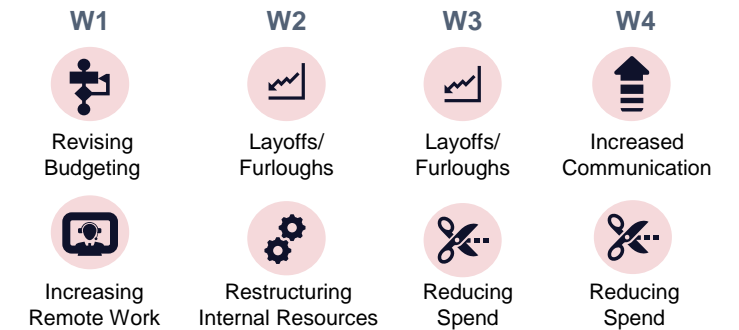 W1 W2 W3 W4
Revising Layoffs/ Layoffs/ Increased
Budgeting Furloughs Furloughs Communication
Increasing Restructuring Reducing Reducing
Remote Work Internal Resources Spend Spend